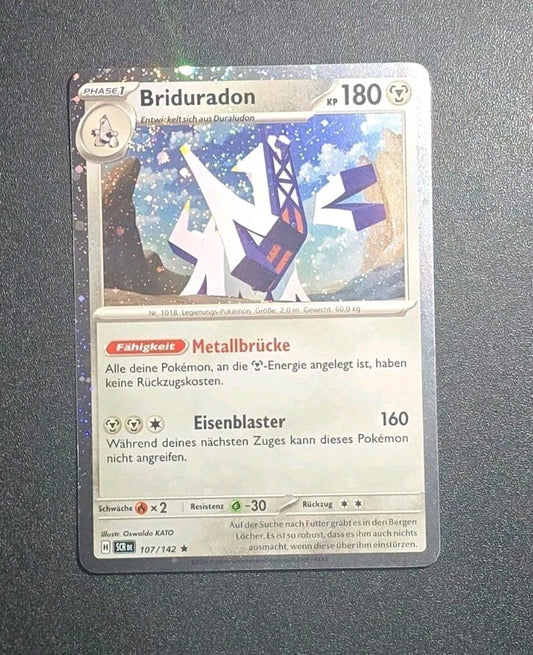 PHASE 1 Briduradon KP 180
Entwickelt sich aus Duraludon
Nr. 1018 Legierungs-Pokémon Größe: 2,0 m Gewicht: 60,0 kg
Fähigkeit Metallbrücke
Alle deine Pokémon, an die -Energie angelegt ist, haben
keine Rückzugskosten.
Eisenblaster 160
Während deines nächsten Zuges kann dieses Pokémon
nicht angreifen.
Schwäche ×2 Resistenz -30 Rückzug
Illustr. Oswaldo KATO
Auf der Suche nach Futter gräbt es in den Bergen
Löcher. Es ist so robust, dass es ihm auch nichts
ausmacht, wenn diese über ihm einstürzen.
H SCR DE 107/142 ★